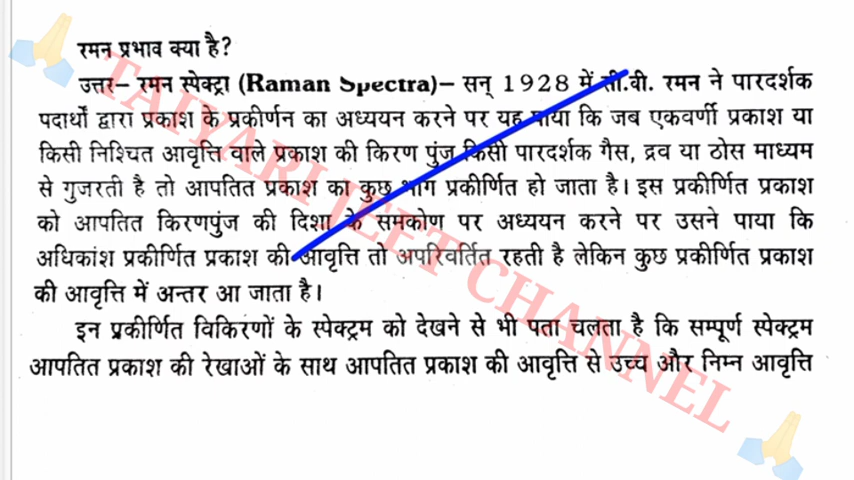 रमन प्रभाव क्या है?
उत्तर– रमन स्पेक्ट्रा (Raman Spectra)– सन् 1928 में सी.वी. रमन ने पारदर्शक
पदार्थों द्वारा प्रकाश के प्रकीर्णन का अध्ययन करने पर यह पाया कि जब एकवर्णी प्रकाश या
किसी निश्चित आवृत्ति वाले प्रकाश की किरण पुंज किसी पारदर्शक गैस, द्रव या ठोस माध्यम
से गुजरती है तो आपतित प्रकाश का कुछ भाग प्रकीर्णित हो जाता है। इस प्रकीर्णित प्रकाश
को आपतित किरणपुंज की दिशा के समकोण पर अध्ययन करने पर उसने पाया कि
अधिकांश प्रकीर्णित प्रकाश की आवृत्ति तो अपरिवर्तित रहती है लेकिन कुछ प्रकीर्णित प्रकाश
की आवृत्ति में अन्तर आ जाता है।
इन प्रकीर्णित विकिरणों के स्पेक्ट्रम को देखने से भी पता चलता है कि सम्पूर्ण स्पेक्ट्रम
आपतित प्रकाश की रेखाओं के साथ आपतित प्रकाश की आवृत्ति से उच्च और निम्न आवृत्ति
TAIYARI JEET CHANNEL